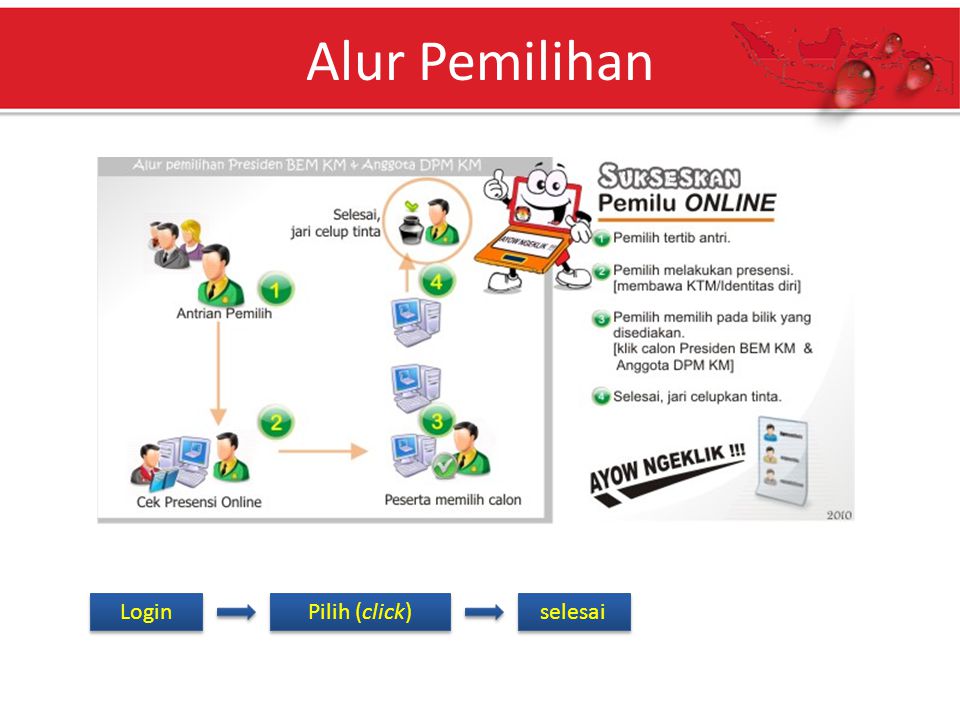 Alur Pemilihan
Alur pemilihan Presiden BEM KM & Anggota DPM KM
Selesai,
jari celup tinta
1
Antrian Pemilih
4
2
Cek Presensi Online
3
Peserta memilih calon
AYOW NGEKLIK !!!
SUKSESKAN
Pemilu ONLINE
1 Pemilih tertib antri.
2 Pemilih melakukan presensi.
[membawa KTM/Identitas diri]
3 Pemilih memilih pada bilik yang
disediakan.
[klik calon Presiden BEM KM &
Anggota DPM KM]
4 Selesai, jari celupkan tinta.
AYOW NGEKLIK !!!
2010
Login
Pilih (click)
selesai